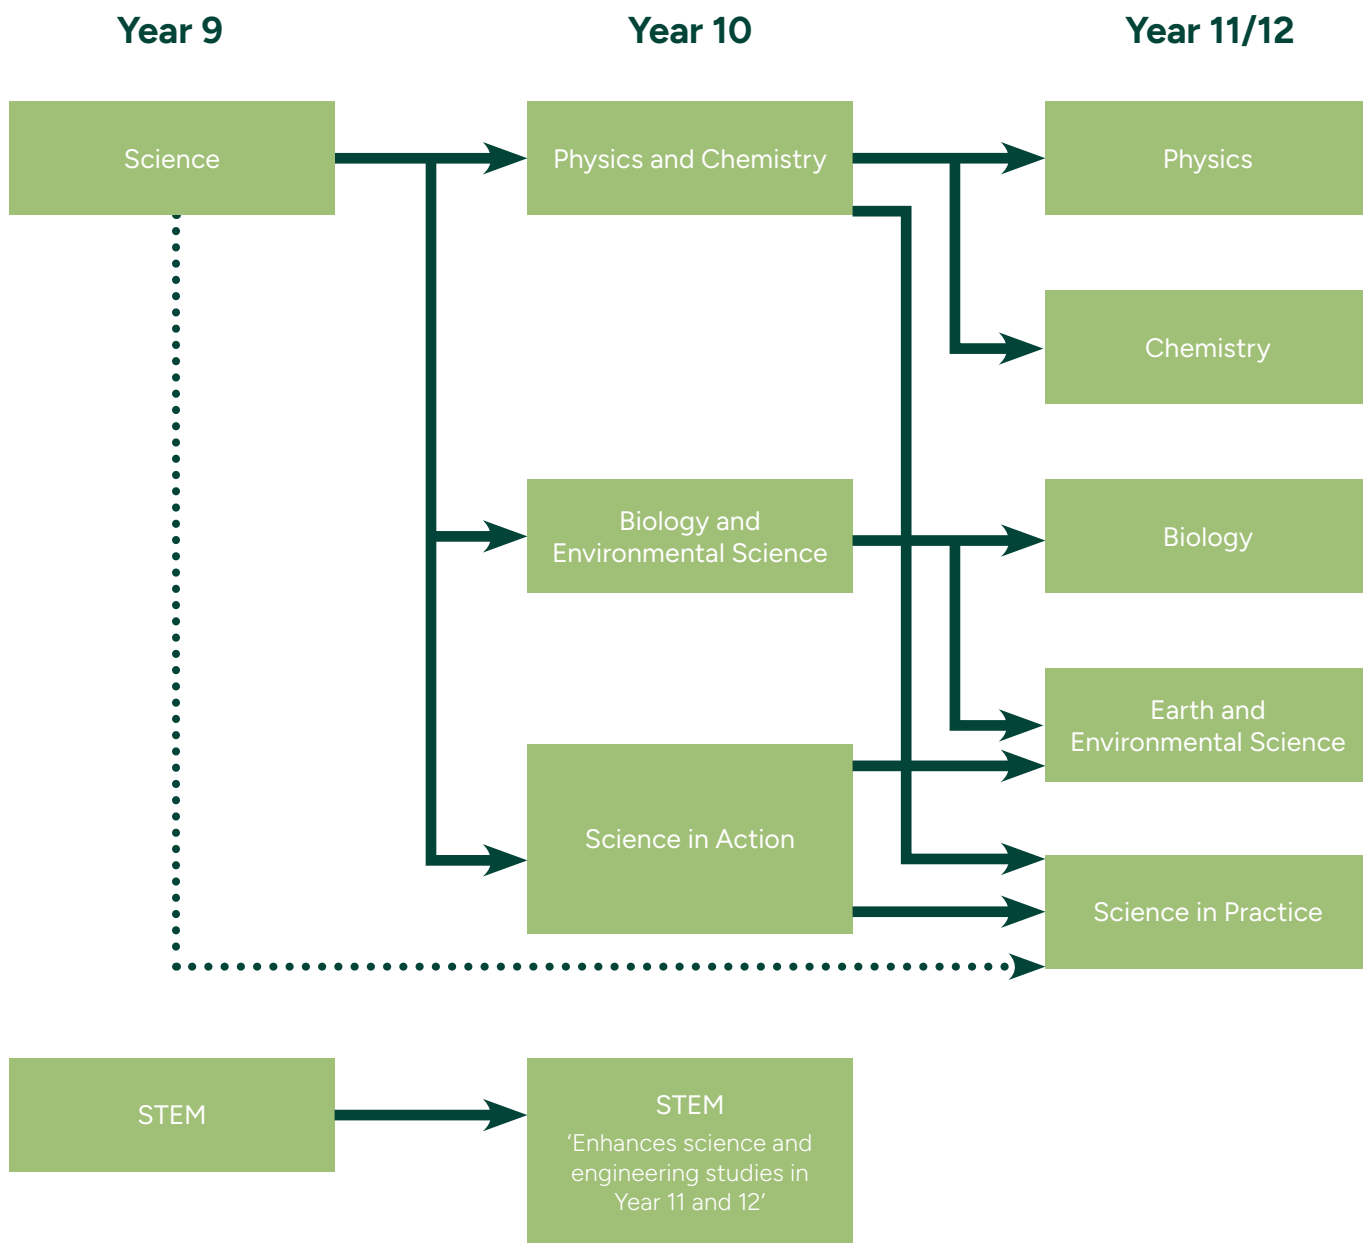 Year 9
Year 10
Year 11/12
Science
Physics and Chemistry
Physics
Chemistry
Biology and
Environmental Science
Biology
Earth and
Environmental Science
Science in Action
Science in Practice
STEM
STEM
‘Enhances science and
engineering studies in
Year 11 and 12’